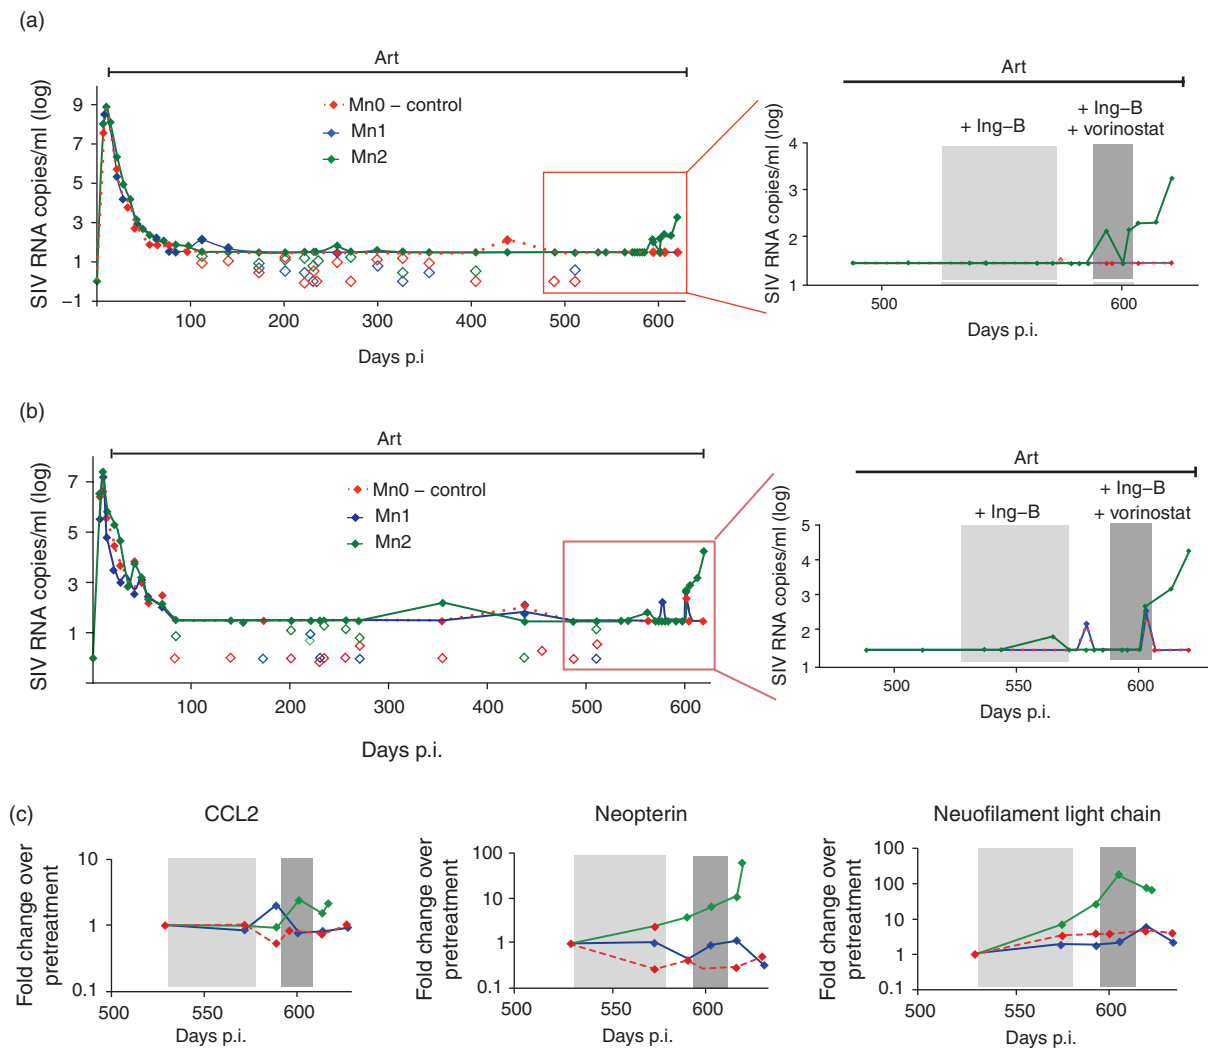 (a)
Art
SIV RNA copies/ml (log)
9
7
5
3
1
−1
Mn0 – control
Mn1
Mn2
100
200
300
400
500
600
Days p.i
Art
+ Ing–B
+ Ing–B
+ vorinostat
SIV RNA copies/ml (log)
4
3
2
1
500
600
Days p.i.
(b)
Art
SIV RNA copies/ml (log)
7
5
3
1
Mn0 – control
Mn1
Mn2
100
200
300
400
500
600
Days p.i.
Art
+ Ing–B
+ Ing–B
+ vorinostat
SIV RNA copies/ml (log)
5
4
3
2
1
500
550
600
Days p.i.
(c)
CCL2
Fold change over
pretreatment
10
1
0.1
500
550
600
Days p.i.
Neopterin
Fold change over
pretreatment
100
10
1
0.1
500
550
600
Days p.i.
Neuofilament light chain
Fold change over
pretreatment
100
100
10
1
0.1
500
550
600
Days p.i.